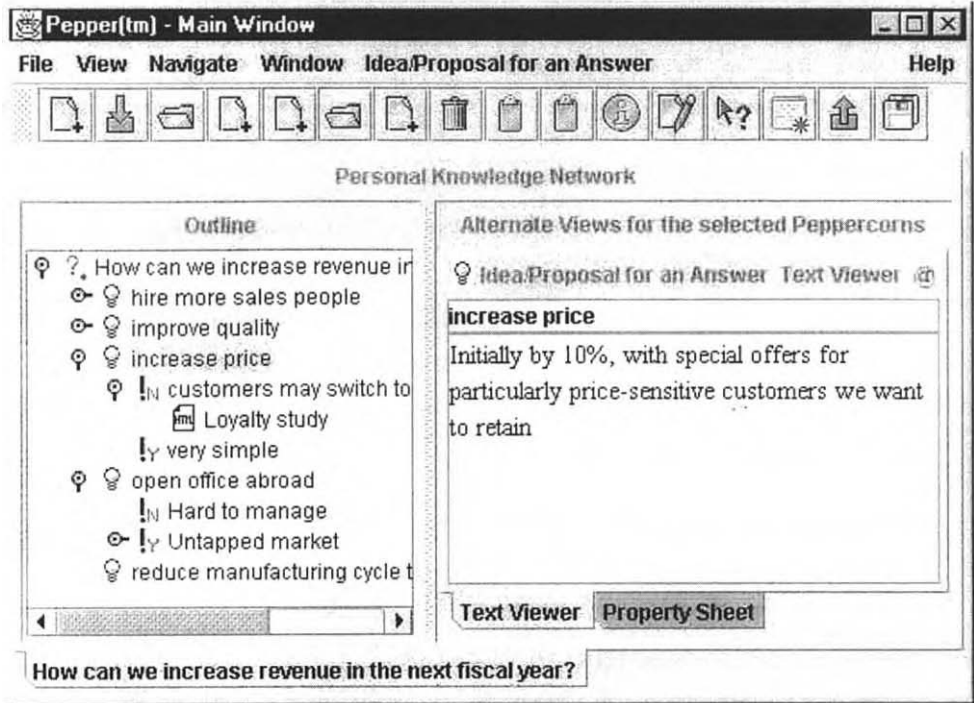 Pepper(tm) - Main Window
File View Navigate Window Idea/Proposal for an Answer Help
Personal Knowledge Network
Outline
?. How can we increase revenue ir
hire more sales people
improve quality
increase price
!N customers may switch to
Loyalty study
!Y very simple
open office abroad
!N Hard to manage
!Y Untapped market
reduce manufacturing cycle t
Alternate Views for the selected Peppercorns
Idea/Proposal for an Answer Text Viewer
increase price
Initially by 10%, with special offers for
particularly price-sensitive customers we want
to retain
Text Viewer Property Sheet
How can we increase revenue in the next fiscal year?